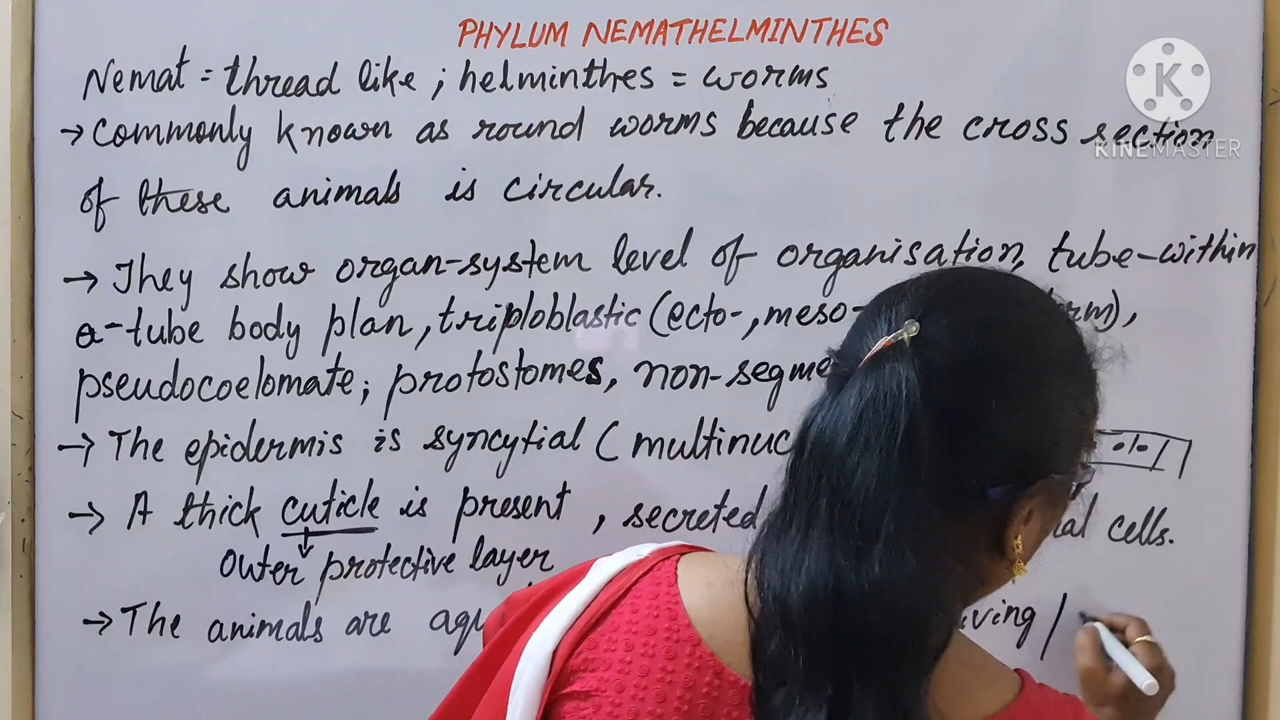 PHYLUM NEMATHELMINTHES
K
KINEMASTER
Nemat = thread like ; helminthes = worms
→ Commonly known as round worms because the cross section
of these animals is circular.
→ They show organ-system level of organisation, tube-within
a-tube body plan, triploblastic (ecto-, meso-
pseudocoelomate; protostomes, non-segme
→ The epidermis is syncytial ( multinuc
→ A thick cuticle is present , secreted cells.
outer protective layer
→ The animals are